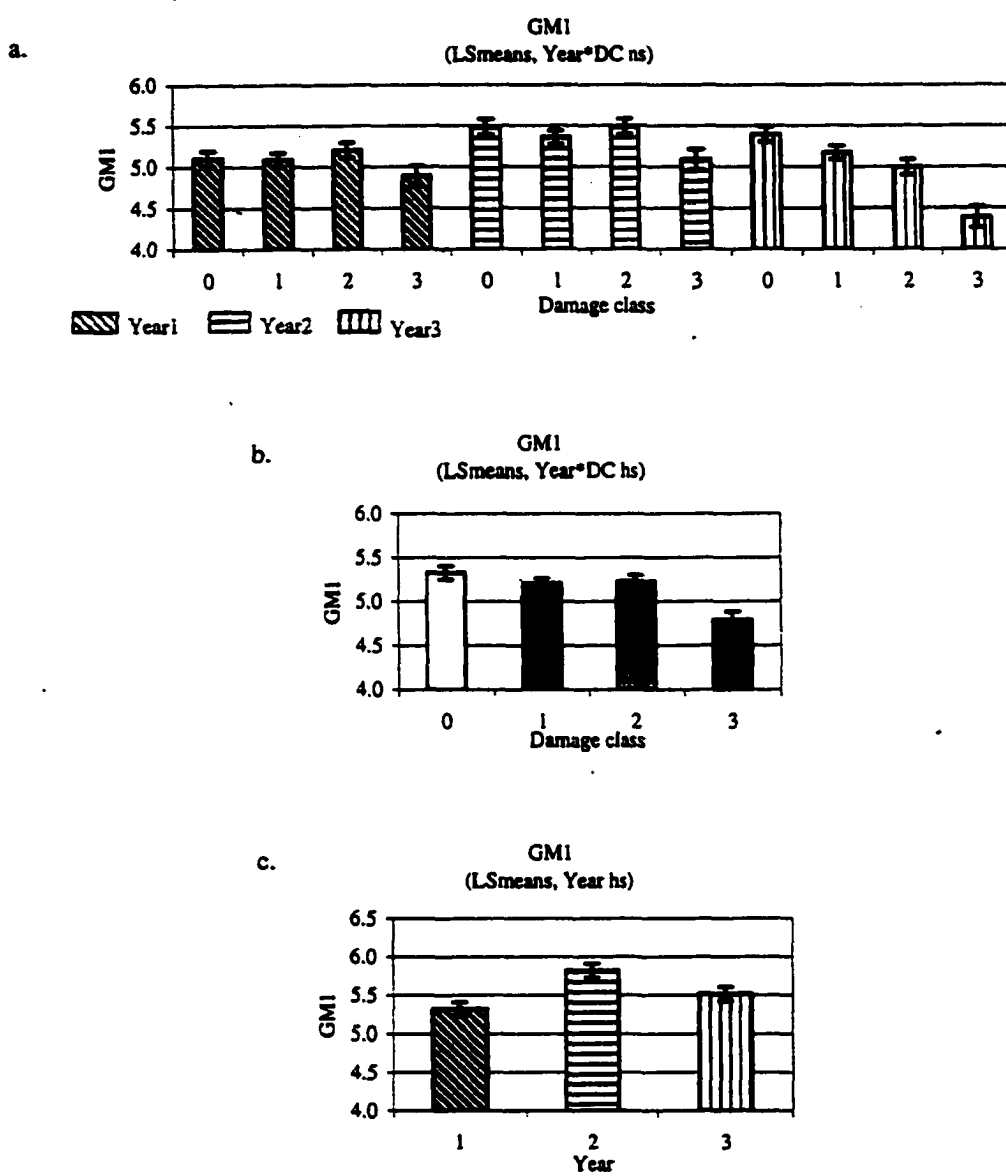 a.
GM1
(LSmeans, Year*DC ns)
6.0
5.5
5.0
4.5
4.0
GM1
0 1 2 3 0 1 2 3 0 1 2 3
Damage class
Year1 Year2 Year3
b.
GM1
(LSmeans, Year*DC hs)
6.0
5.5
5.0
4.5
4.0
GM1
0 1 2 3
Damage class
c.
GM1
(LSmeans, Year hs)
6.5
6.0
5.5
5.0
4.5
4.0
GM1
1 2 3
Year